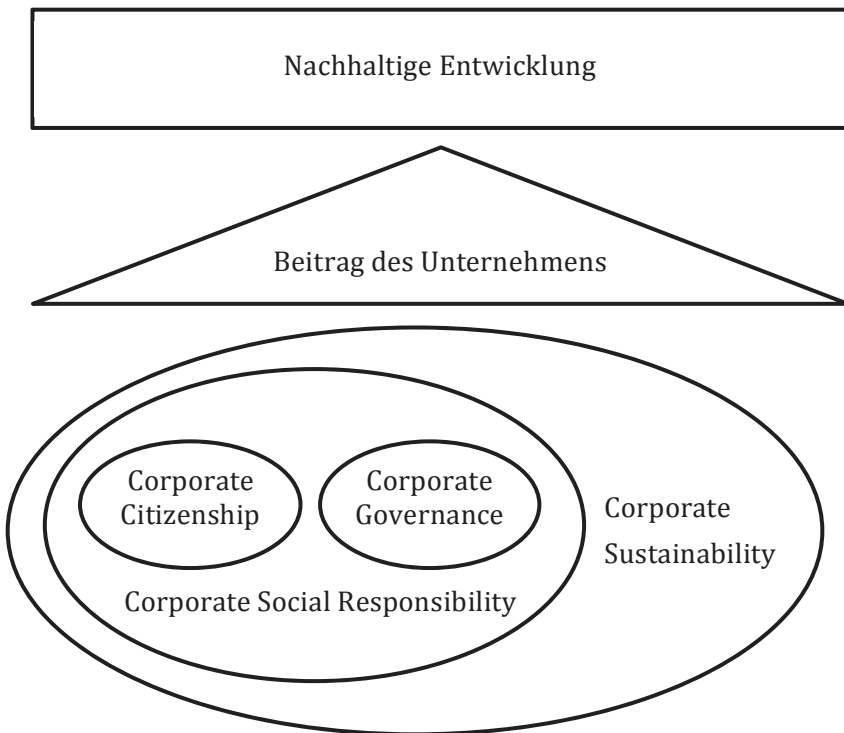 Nachhaltige Entwicklung
Beitrag des Unternehmens
Corporate
Citizenship
Corporate
Governance
Corporate
Sustainability
Corporate Social Responsibility